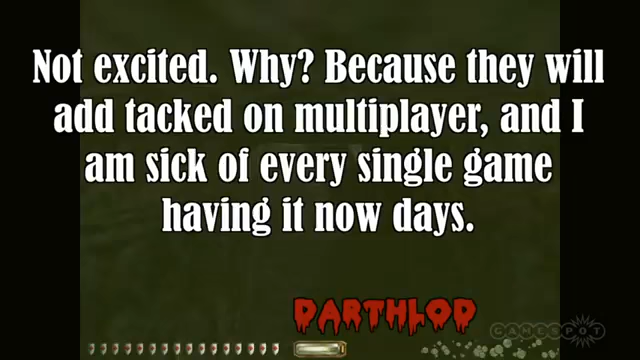 Not excited. Why? Because they will
add tacked on multiplayer, and I
am sick of every single game
having it now days.
DARTHLOD
GAMESPOT